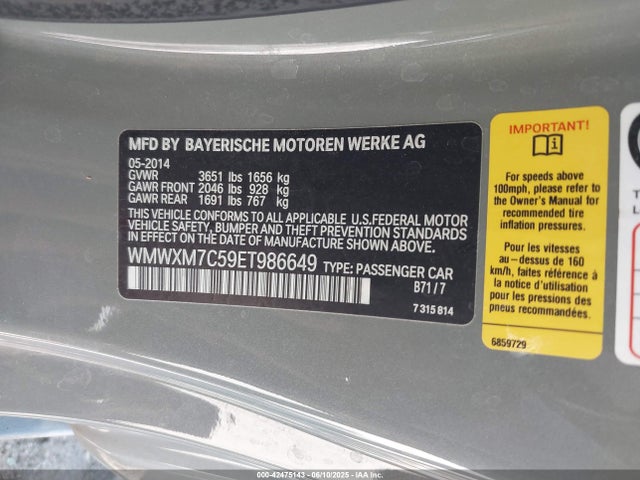 MFD BY BAYERISCHE MOTOREN WERKE AG
05-2014
GVWR 3651 lbs 1656 kg
GAWR FRONT 2046 lbs 928 kg
GAWR REAR 1691 lbs 767 kg
THIS VEHICLE CONFORMS TO ALL APPLICABLE U.S.FEDERAL MOTOR
VEHICLE SAFETY, BUMPER AND THEFT PREVENTION STANDARDS
IN EFFECT ON THE DATE OF MANUFACTURE SHOWN ABOVE.
WMWXM7C59ET986649 TYPE: PASSENGER CAR
B71/7
7 315 814
IMPORTANT!
For speeds above
100mph, please refer to
the Owner's Manual for
recommended tire
inflation pressures.
Pour les vitesses
au-dessus de 160
km/h, faites référence à
la notice d'utilisation
pour les pressions des
pneus recommandées.
6859729
000-42475143 - 06/10/2025 - IAAI.COM